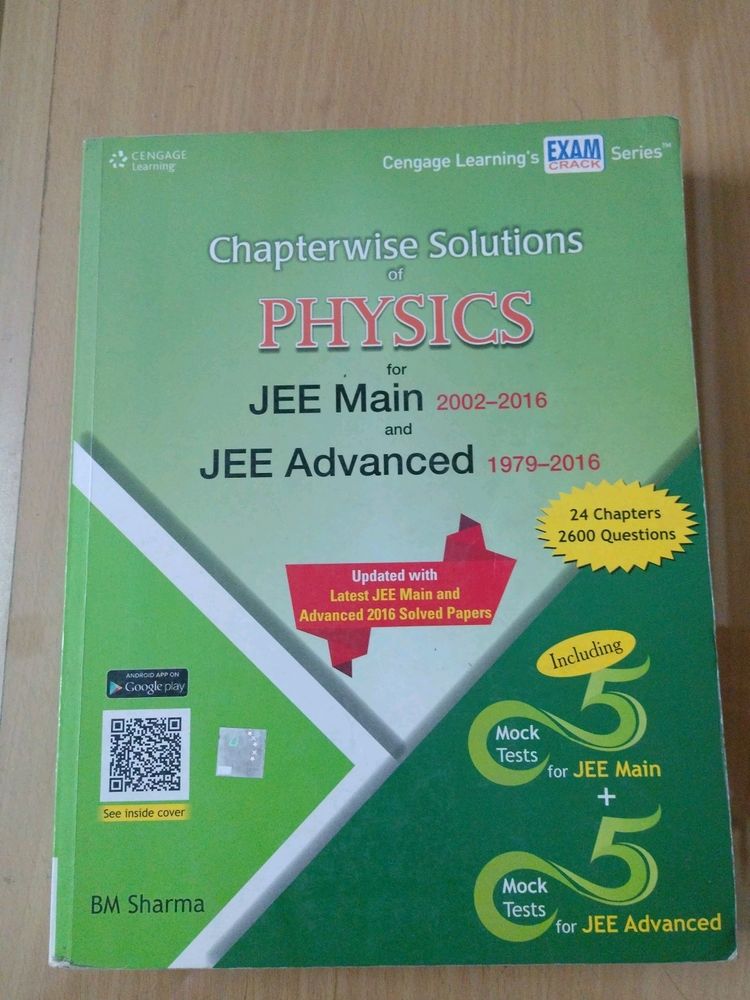 CENGAGE
Learning
Cengage Learning's EXAM CRACK Series™
Chapterwise Solutions
of
PHYSICS
for
JEE Main 2002–2016
and
JEE Advanced 1979–2016
24 Chapters
2600 Questions
Updated with
Latest JEE Main and
Advanced 2016 Solved Papers
Including
5
Mock
Tests
for JEE Main
+
5
Mock
Tests
for JEE Advanced
ANDROID APP ON
Google play
See inside cover
BM Sharma